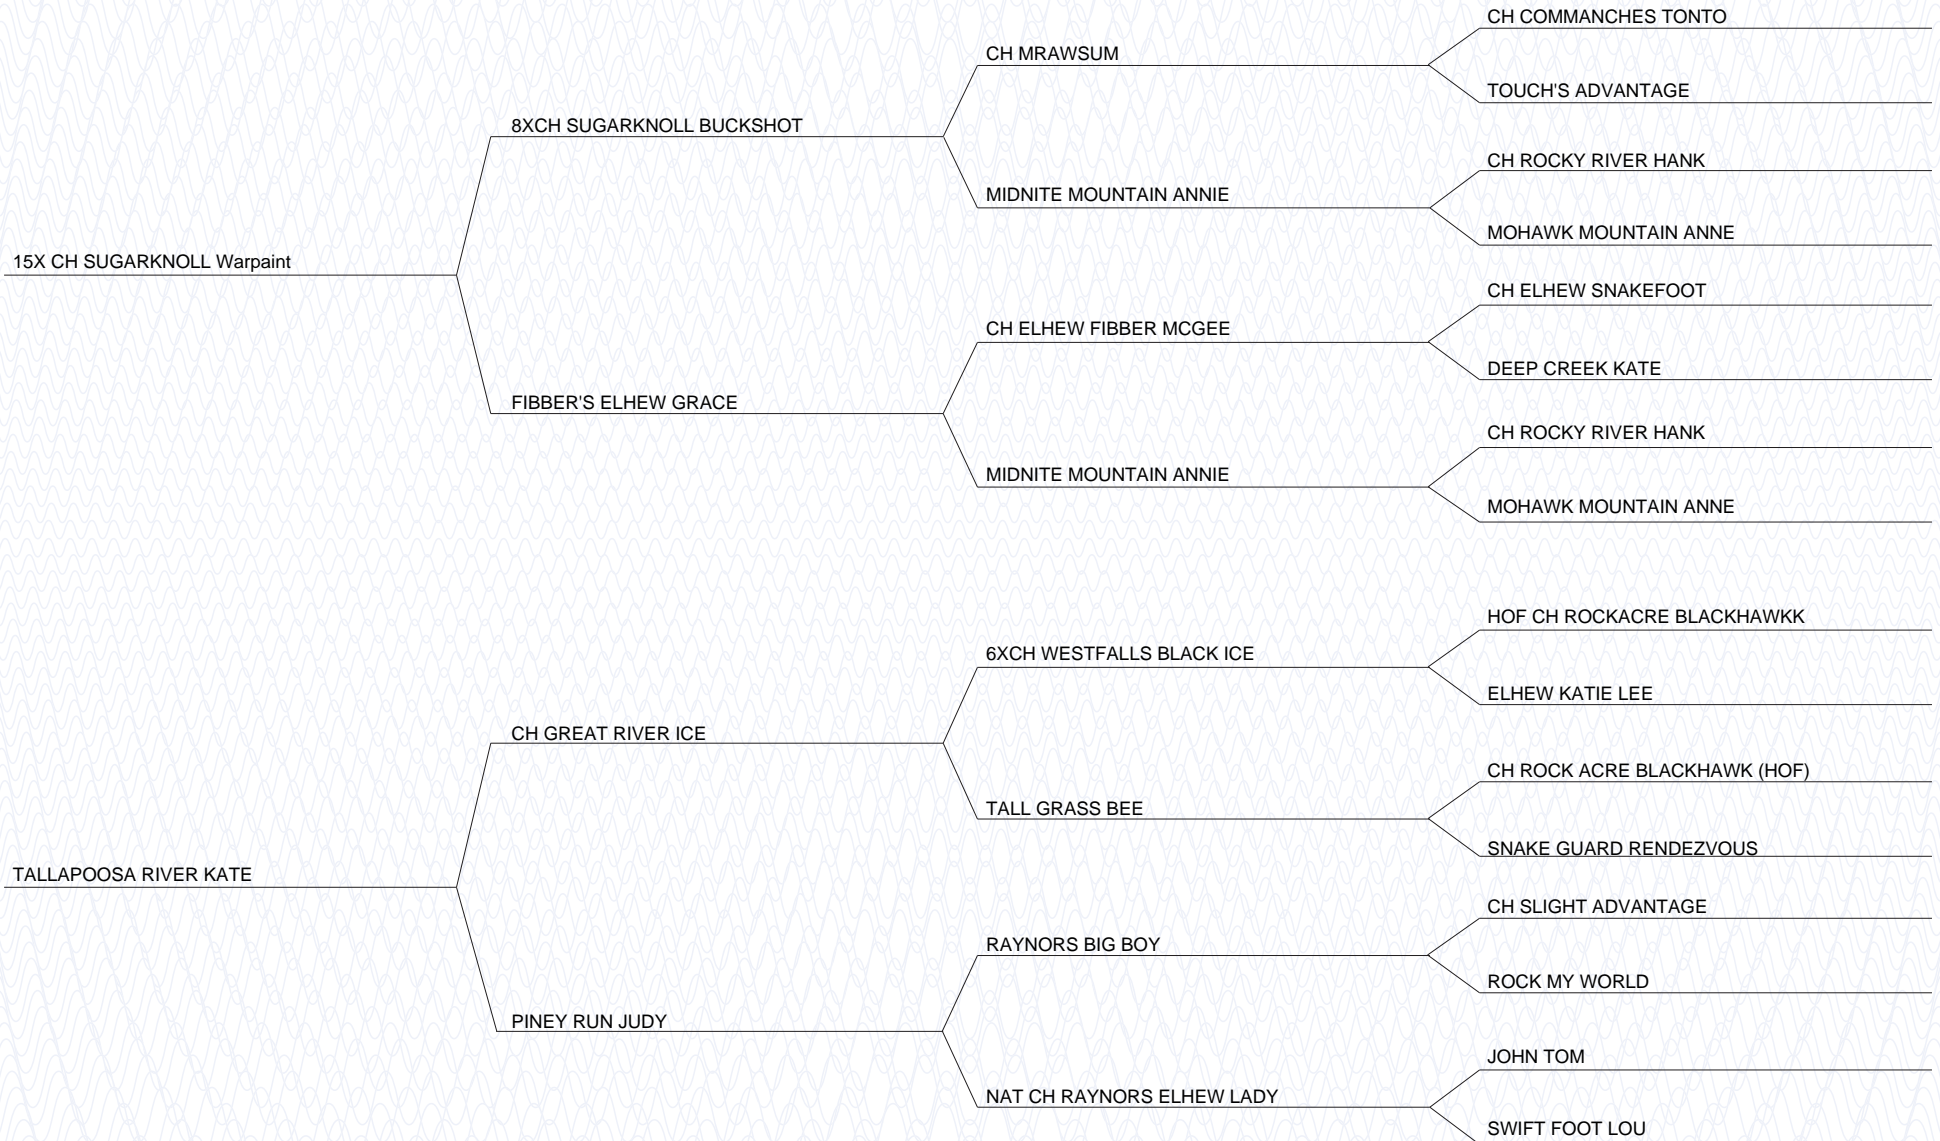 CH COMMANCHES TONTO
CH MRAWSUM
TOUCH'S ADVANTAGE
8XCH SUGARKNOLL BUCKSHOT
CH ROCKY RIVER HANK
MIDNITE MOUNTAIN ANNIE
MOHAWK MOUNTAIN ANNE
15X CH SUGARKNOLL Warpaint
CH ELHEW SNAKEFOOT
CH ELHEW FIBBER MCGEE
DEEP CREEK KATE
FIBBER'S ELHEW GRACE
CH ROCKY RIVER HANK
MIDNITE MOUNTAIN ANNIE
MOHAWK MOUNTAIN ANNE
HOF CH ROCKACRE BLACKHAWKK
6XCH WESTFALLS BLACK ICE
ELHEW KATIE LEE
CH GREAT RIVER ICE
CH ROCK ACRE BLACKHAWK (HOF)
TALL GRASS BEE
SNAKE GUARD RENDEZVOUS
TALLAPOOSA RIVER KATE
CH SLIGHT ADVANTAGE
RAYNORS BIG BOY
ROCK MY WORLD
PINEY RUN JUDY
JOHN TOM
NAT CH RAYNORS ELHEW LADY
SWIFT FOOT LOU